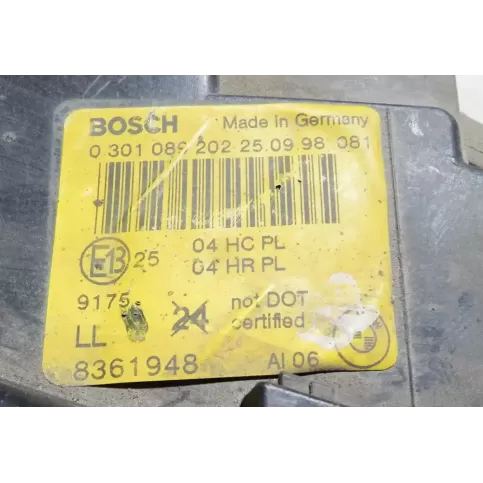 BOSCH Made in Germany
0 301 089 202 25.09.98 081
E13 25 04 HC PL
04 HR PL
9175 24 not DOT
LL certified
8361948 AI 06